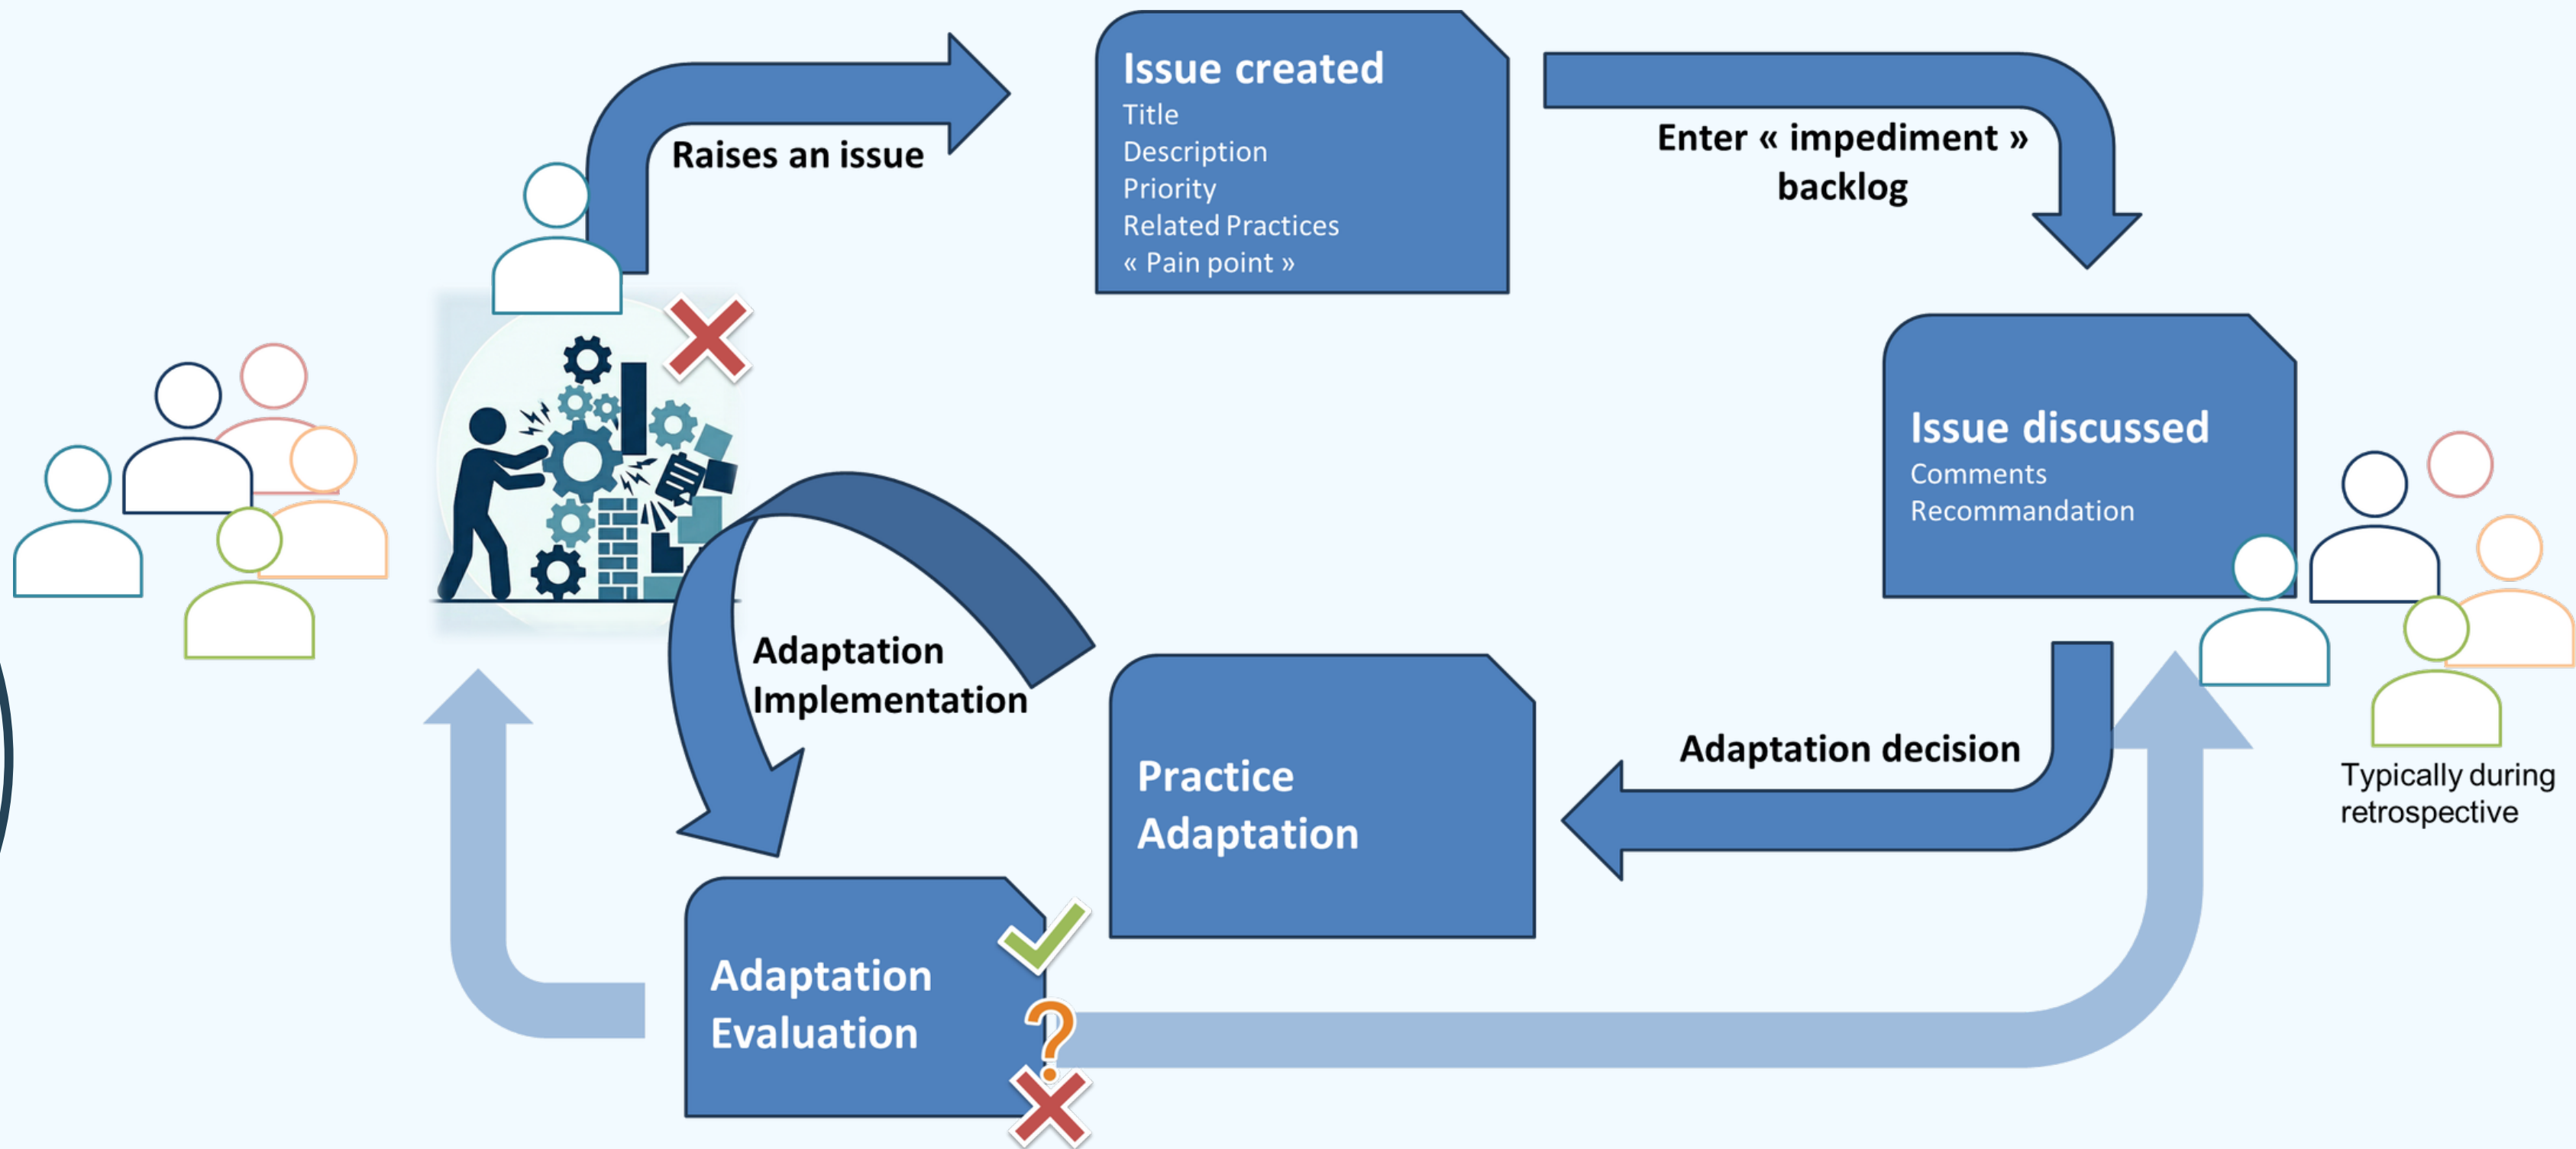 Raises an issue
Issue created
Title
Description
Priority
Related Practices
« Pain point »
Enter « impediment »
backlog
Issue discussed
Comments
Recommandation
Typically during
retrospective
Adaptation decision
Practice
Adaptation
Adaptation
Implementation
Adaptation
Evaluation
?